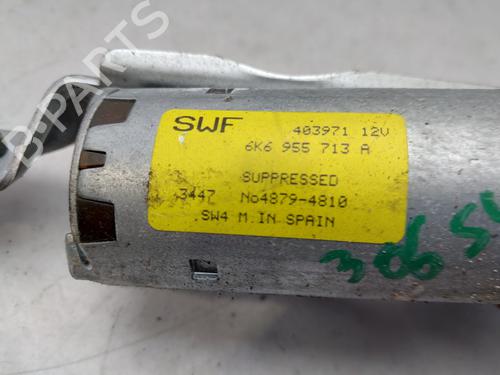 B-PARTS
SWF 403971 12V
6K6 955 713 A
SUPPRESSED
3447 No4879-4810
SW4 M.IN SPAIN